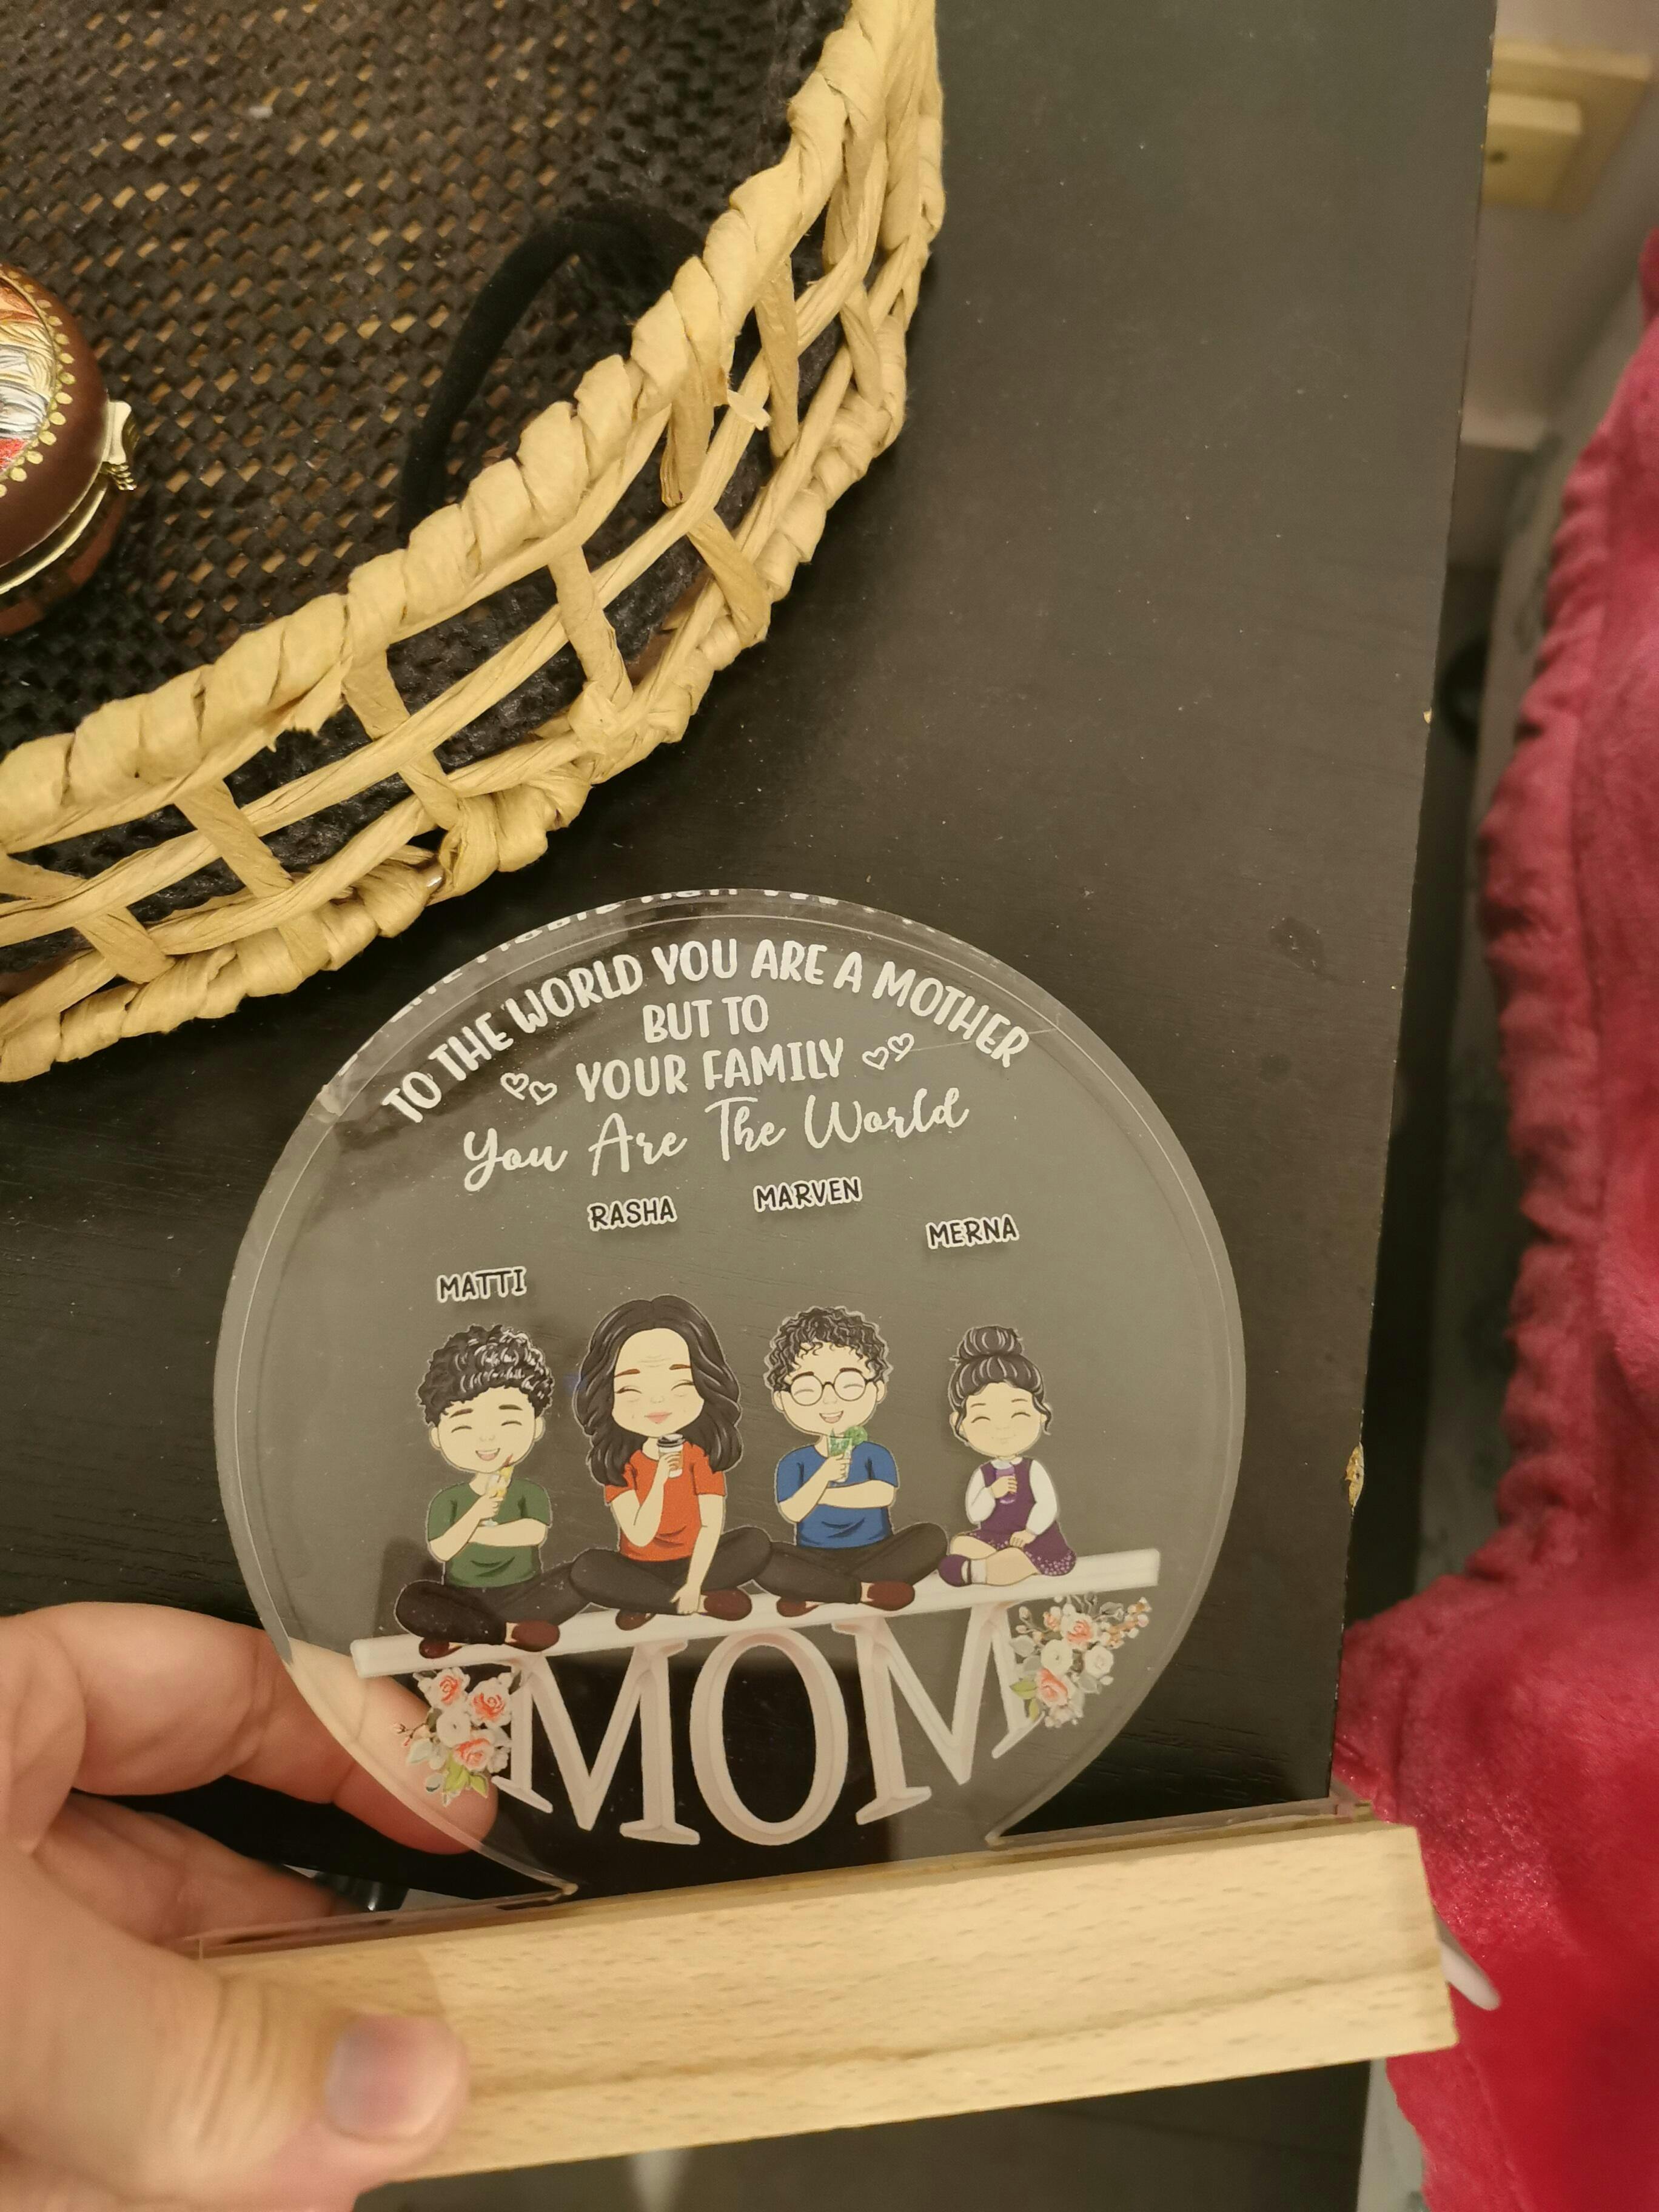 TO THE WORLD YOU ARE A MOTHER
BUT TO
YOUR FAMILY
You Are The World
MATTI
RASHA
MARVEN
MERNA
MOM